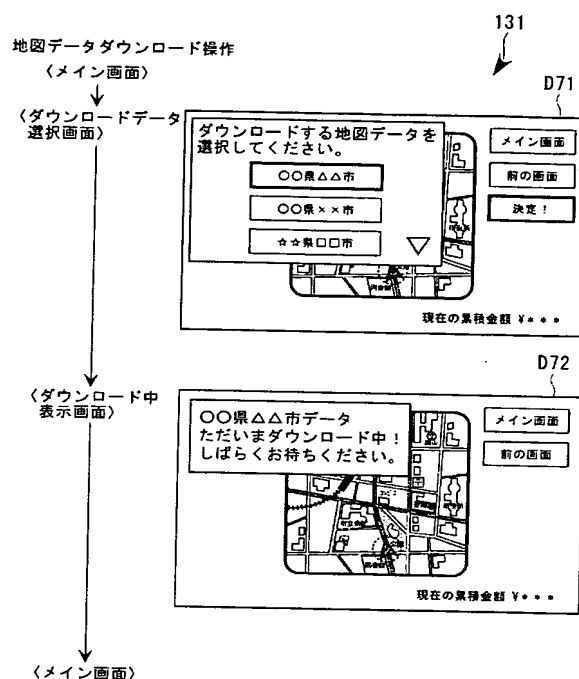 131
地図データダウンロード操作
〈メイン画面〉
〈ダウンロードデータ
選択画面〉
D71
ダウンロードする地図データを
選択してください。
○○県△△市
○○県××市
☆☆県□□市
メイン画面
前の画面
決定！
現在の累積金額 ¥＊＊＊
〈ダウンロード中
表示画面〉
D72
○○県△△市データ
ただいまダウンロード中！
しばらくお待ちください。
メイン画面
前の画面
現在の累積金額 ¥＊＊＊
〈メイン画面〉